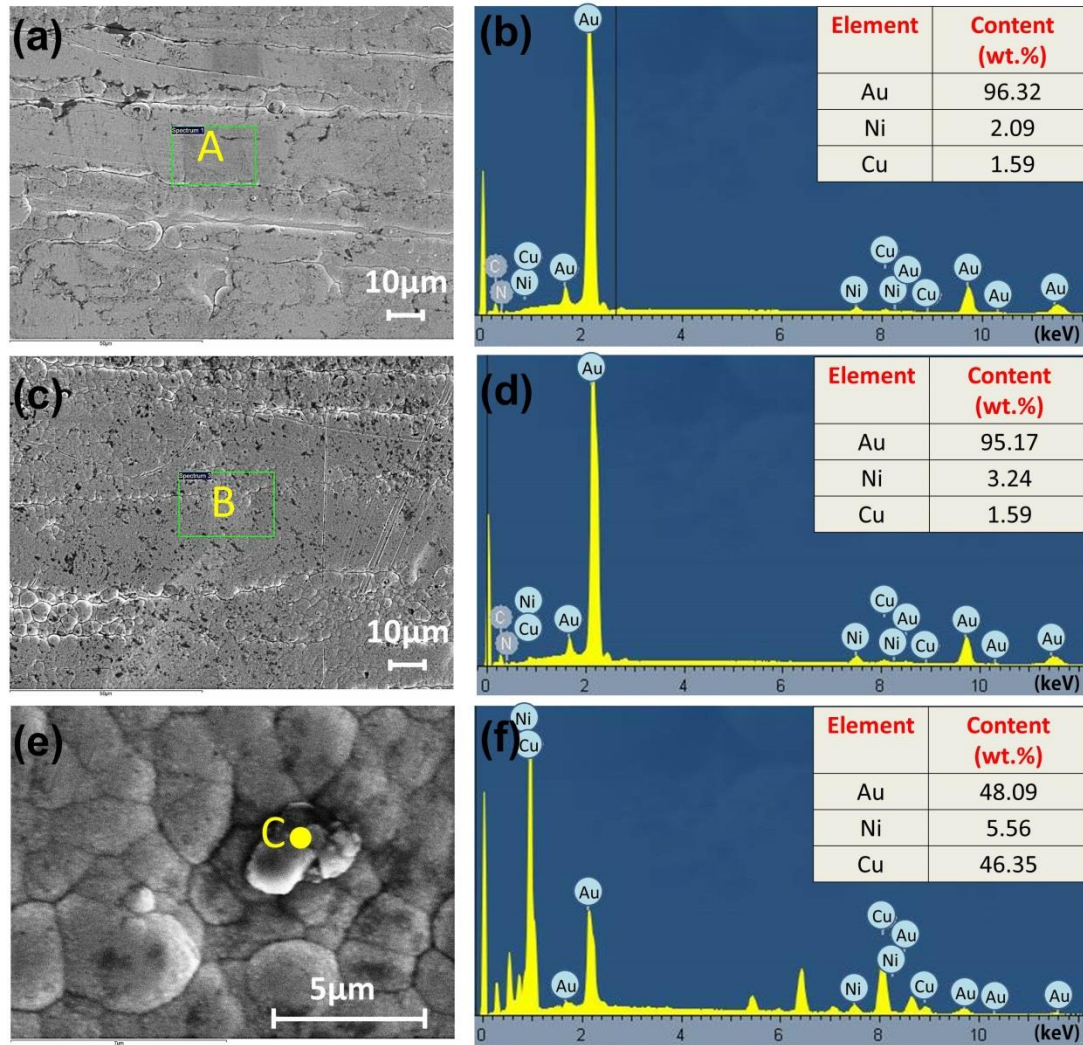 (a)
Spectrum 1
A
10μm
50μm
(b)
Au
Element Content (wt.%)
Au 96.32
Ni 2.09
Cu 1.59
C
N
Cu
Ni
Au
Ni
Cu
Ni
Au
Cu
Au
Au
Au
0 2 4 6 8 10 (keV)
(c)
Spectrum 3
B
10μm
50μm
(d)
Au
Element Content (wt.%)
Au 95.17
Ni 3.24
Cu 1.59
C
N
Ni
Cu
Au
Ni
Cu
Ni
Au
Cu
Au
Au
Au
0 2 4 6 8 10 (keV)
(e)
C
5μm
7μm
(f)
Ni
Cu
Element Content (wt.%)
Au 48.09
Ni 5.56
Cu 46.35
Au
Au
Ni
Cu
Au
Ni
Cu
Au
Au
Au
0 2 4 6 8 10 (keV)